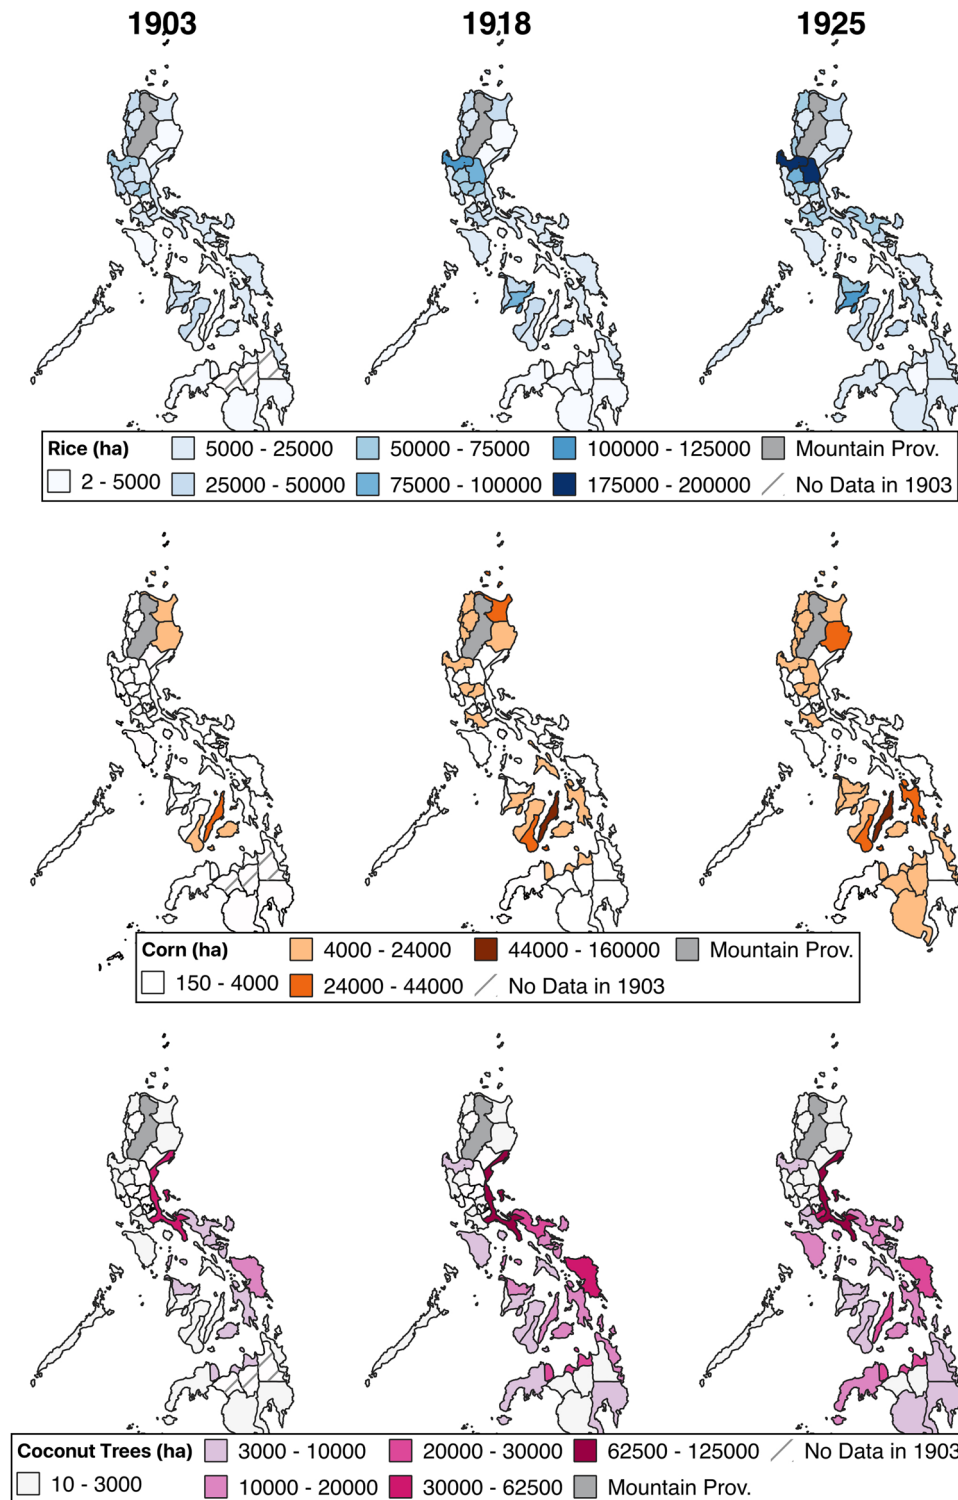 1903 1918 1925
Rice (ha) 5000 - 25000 50000 - 75000 100000 - 125000 Mountain Prov.
2 - 5000 25000 - 50000 75000 - 100000 175000 - 200000 No Data in 1903
Corn (ha) 4000 - 24000 44000 - 160000 Mountain Prov.
150 - 4000 24000 - 44000 No Data in 1903
Coconut Trees (ha) 3000 - 10000 20000 - 30000 62500 - 125000 No Data in 1903
10 - 3000 10000 - 20000 30000 - 62500 Mountain Prov.